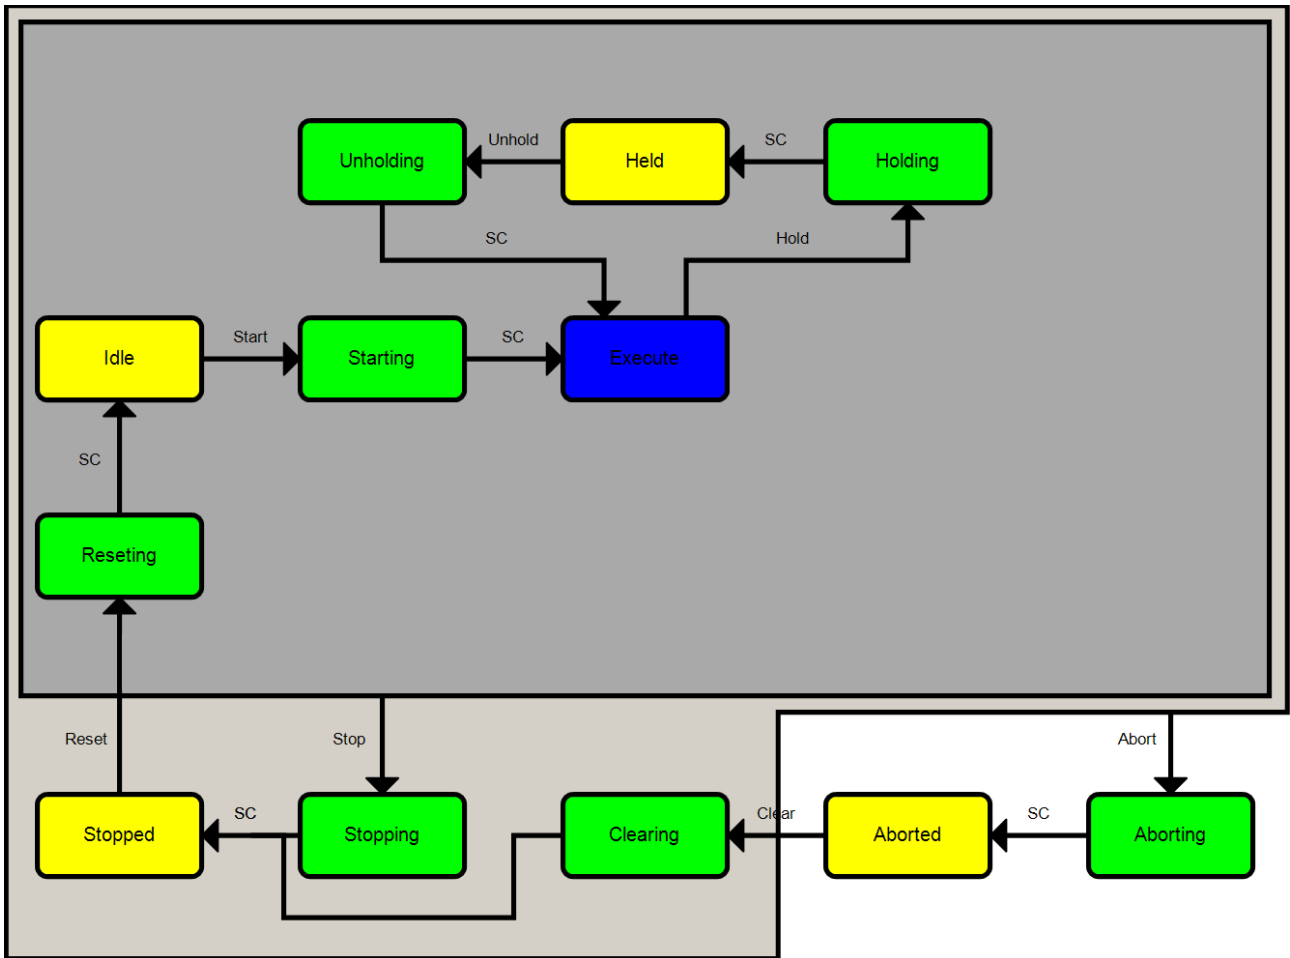 Unholding
Unhold
Held
SC
Holding
SC
Hold
Idle
Start
Starting
SC
Execute
SC
Reseting
Reset
Stop
Abort
Stopped
SC
Stopping
Clearing
Clear
Aborted
SC
Aborting